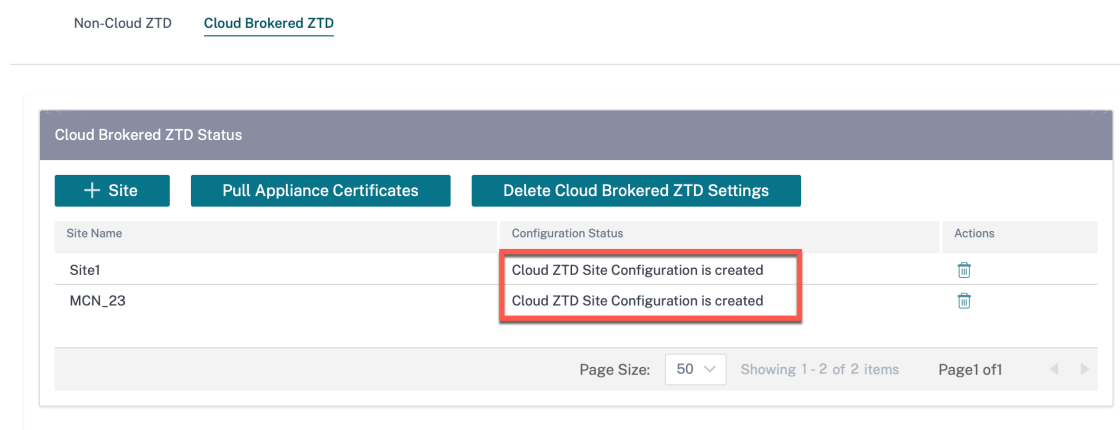 Non-Cloud ZTD Cloud Brokered ZTD
Cloud Brokered ZTD Status
+ Site Pull Appliance Certificates Delete Cloud Brokered ZTD Settings
Site Name Configuration Status Actions
Site1 Cloud ZTD Site Configuration is created
MCN_23 Cloud ZTD Site Configuration is created
Page Size: 50 Showing 1 - 2 of 2 items Page1 of1